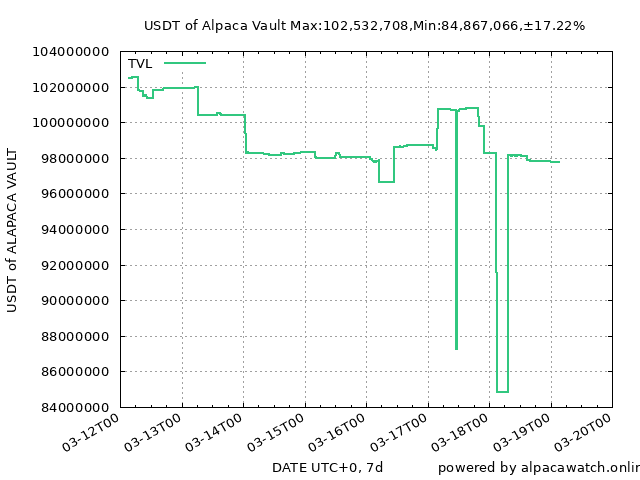 USDT of Alpaca Vault Max:102,532,708,Min:84,867,066,±17.22%
TVL
104000000
102000000
100000000
98000000
96000000
94000000
92000000
90000000
88000000
86000000
84000000
USDT of ALAPACA VAULT
03-12T00
03-13T00
03-14T00
03-15T00
03-16T00
03-17T00
03-18T00
03-19T00
03-20T00
DATE UTC+0, 7d
powered by alpacawatch.onlin